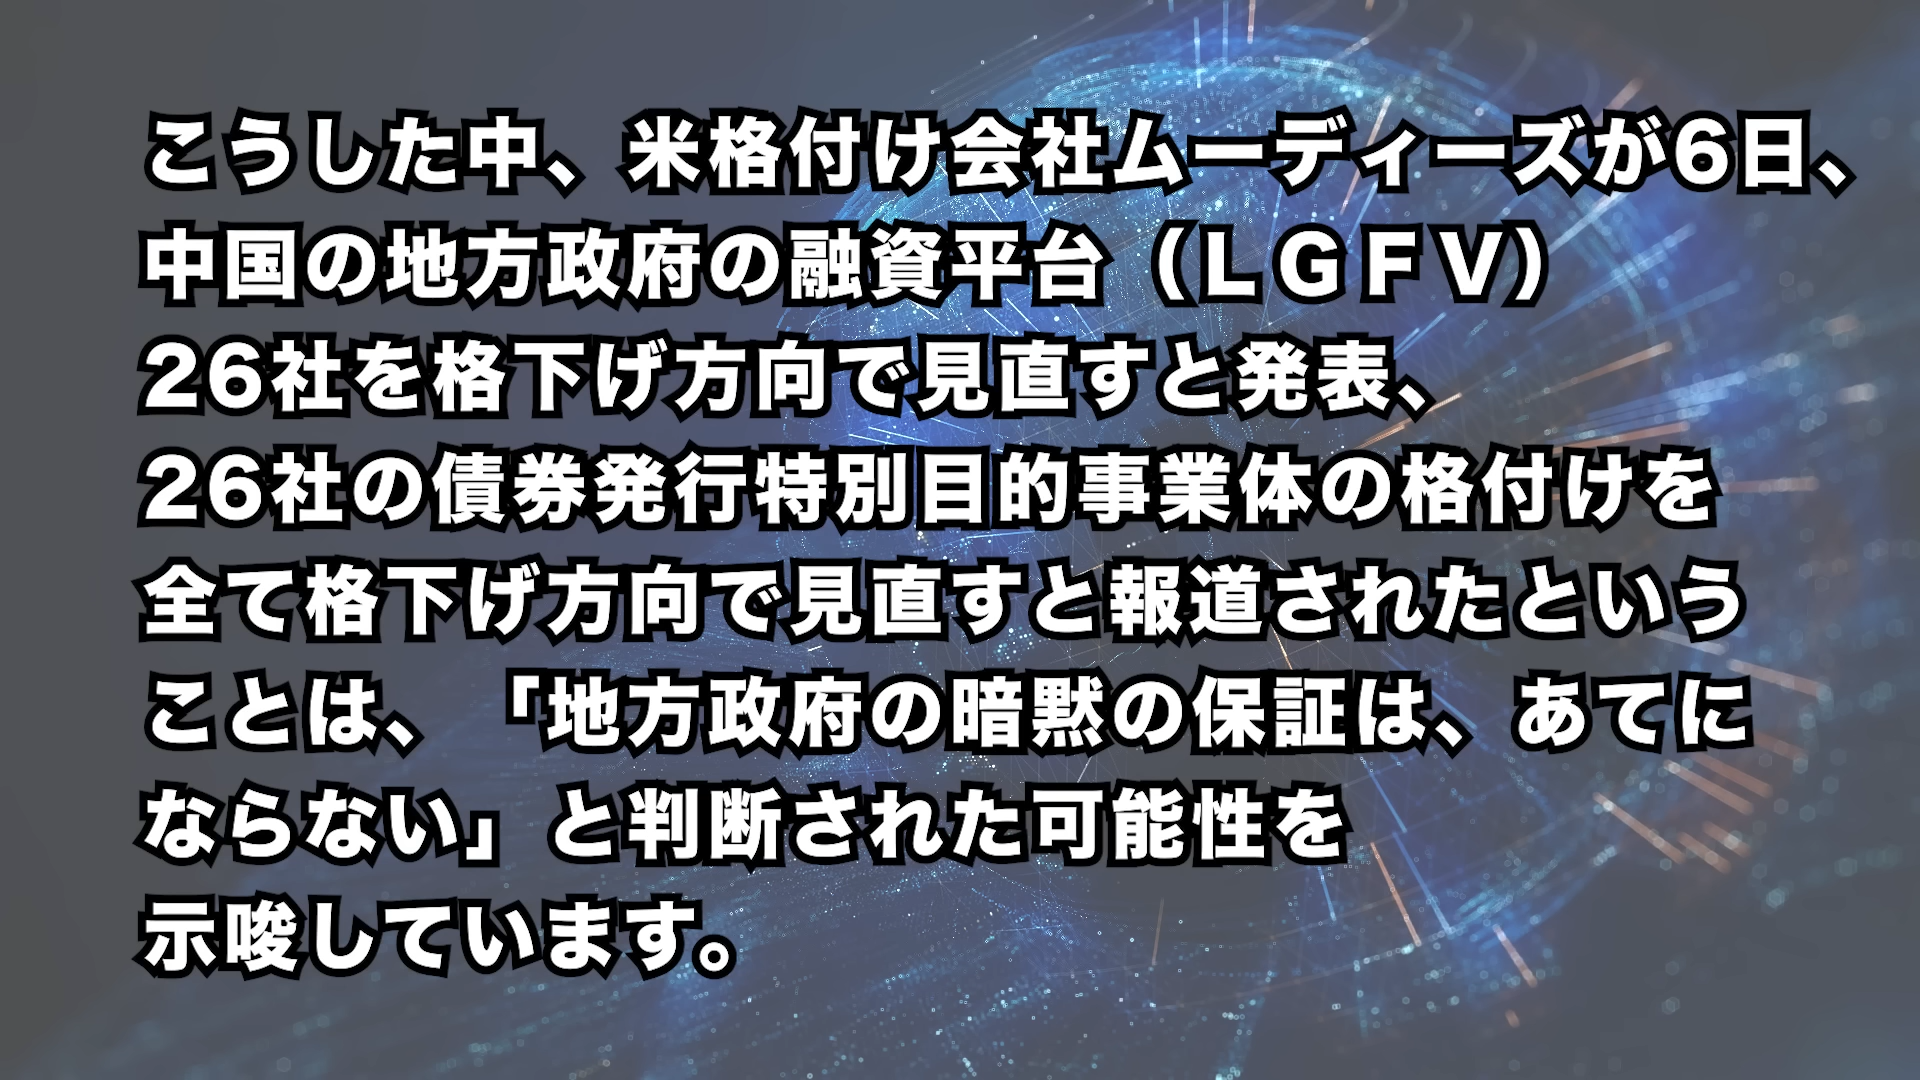 こうした中、米格付け会社ムーディーズが6日、
中国の地方政府の融資平台（ＬＧＦＶ）
26社を格下げ方向で見直すと発表、
26社の債券発行特別目的事業体の格付けを
全て格下げ方向で見直すと報道されたという
ことは、「地方政府の暗黙の保証は、あてに
ならない」と判断された可能性を
示唆しています。